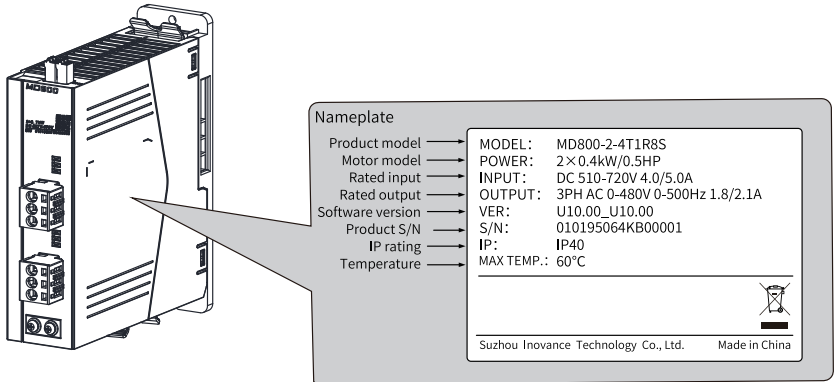 MD800
Nameplate
Product model MODEL: MD800-2-4T1R8S
Motor model POWER: 2×0.4kW/0.5HP
Rated input INPUT: DC 510-720V 4.0/5.0A
Rated output OUTPUT: 3PH AC 0-480V 0-500Hz 1.8/2.1A
Software version VER: U10.00_U10.00
Product S/N S/N: 010195064KB00001
IP rating IP: IP40
Temperature MAX TEMP.: 60°C
Suzhou Inovance Technology Co., Ltd. Made in China